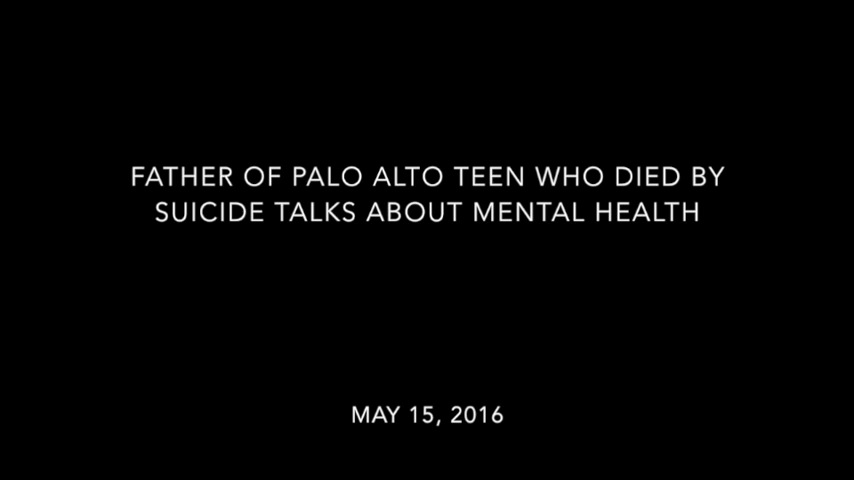 FATHER OF PALO ALTO TEEN WHO DIED BY
SUICIDE TALKS ABOUT MENTAL HEALTH
MAY 15, 2016